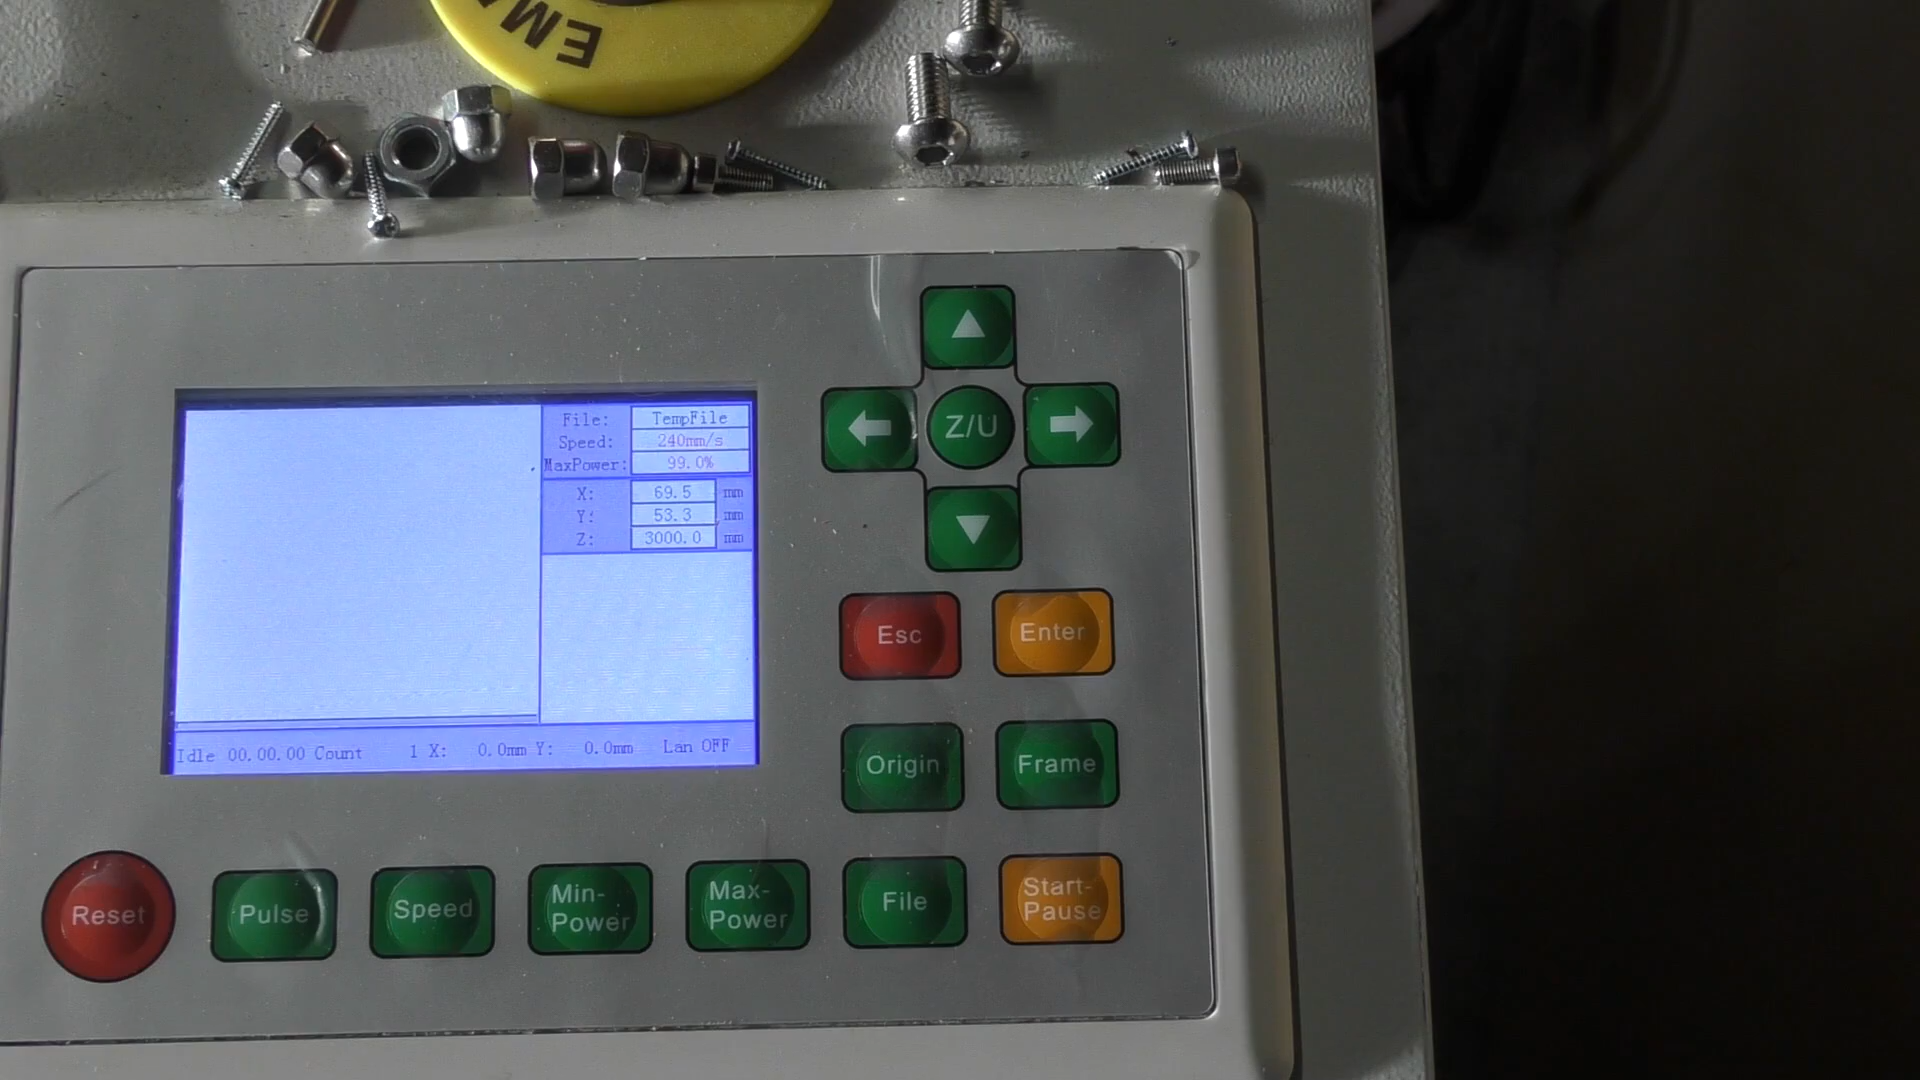 EMA
File: TempFile
Speed: 240mm/s
MaxPower: 99.0%
X: 69.5 mm
Y: 53.3 mm
Z: 3000.0 mm
Idle 00.00.00 Count 1 X: 0.0mm Y: 0.0mm Lan OFF
Z/U
Esc
Enter
Origin
Frame
Reset
Pulse
Speed
Min-
Power
Max-
Power
File
Start-
Pause